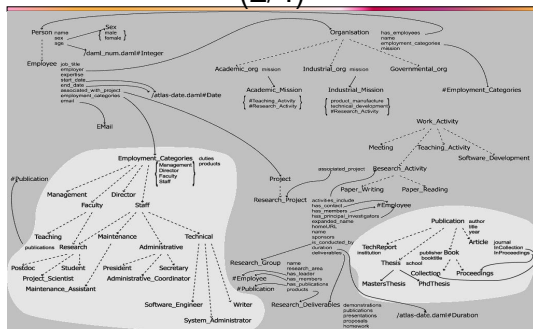 (2/4)
Person name
sex
age
Sex
{ male
female }
/daml_num.daml#Integer
Employee job_title
employer
expertise
start_date
end_date
associated_with_project
employment_categories
email
/atlas-date.daml#Date
EMail
Organisation
has_employees
name
employment_categories
mission
Academic_org mission
Industrial_org mission
Governmental_org
#Employment_Categories
Academic_Mission
{ #Teaching_Activity
#Research_Activity }
Industrial_Mission
{ product_manufacture
technical_development
#Research_Activity }
Work_Activity
Meeting
Teaching_Activity
Software_Development
Research_Activity
associated_project
Paper_Writing
Paper_Reading
Project
Research_Project
activities_include
has_contact
has_members
has_principal_investigators
expanded_name
homeURL
name
sponsors
is_conducted_by
duration
deliverables
#Employee
Employment_Categories
duties
products
{ Management
Director
Faculty
Staff }
#Publication
Management
Director
Faculty
Staff
Teaching
Maintenance
Technical
publications Research
Administrative
Postdoc
Student
President
Secretary
Project_Scientist
Administrative_Coordinator
Maintenance_Assistant
Software_Engineer
Writer
System_Administrator
Research_Group
name
research_area
has_leader
has_members
has_publications
products
#Employee
#Publication
Research_Deliverables
demonstrations
publications
presentations
proposals
homework
/atlas-date.daml#Duration
Publication author
title
year
Article journal
InCollection
InProceedings
TechReport
institution
publisher Book
booktitle
Thesis school
Collection
Proceedings
MastersThesis
PhdThesis